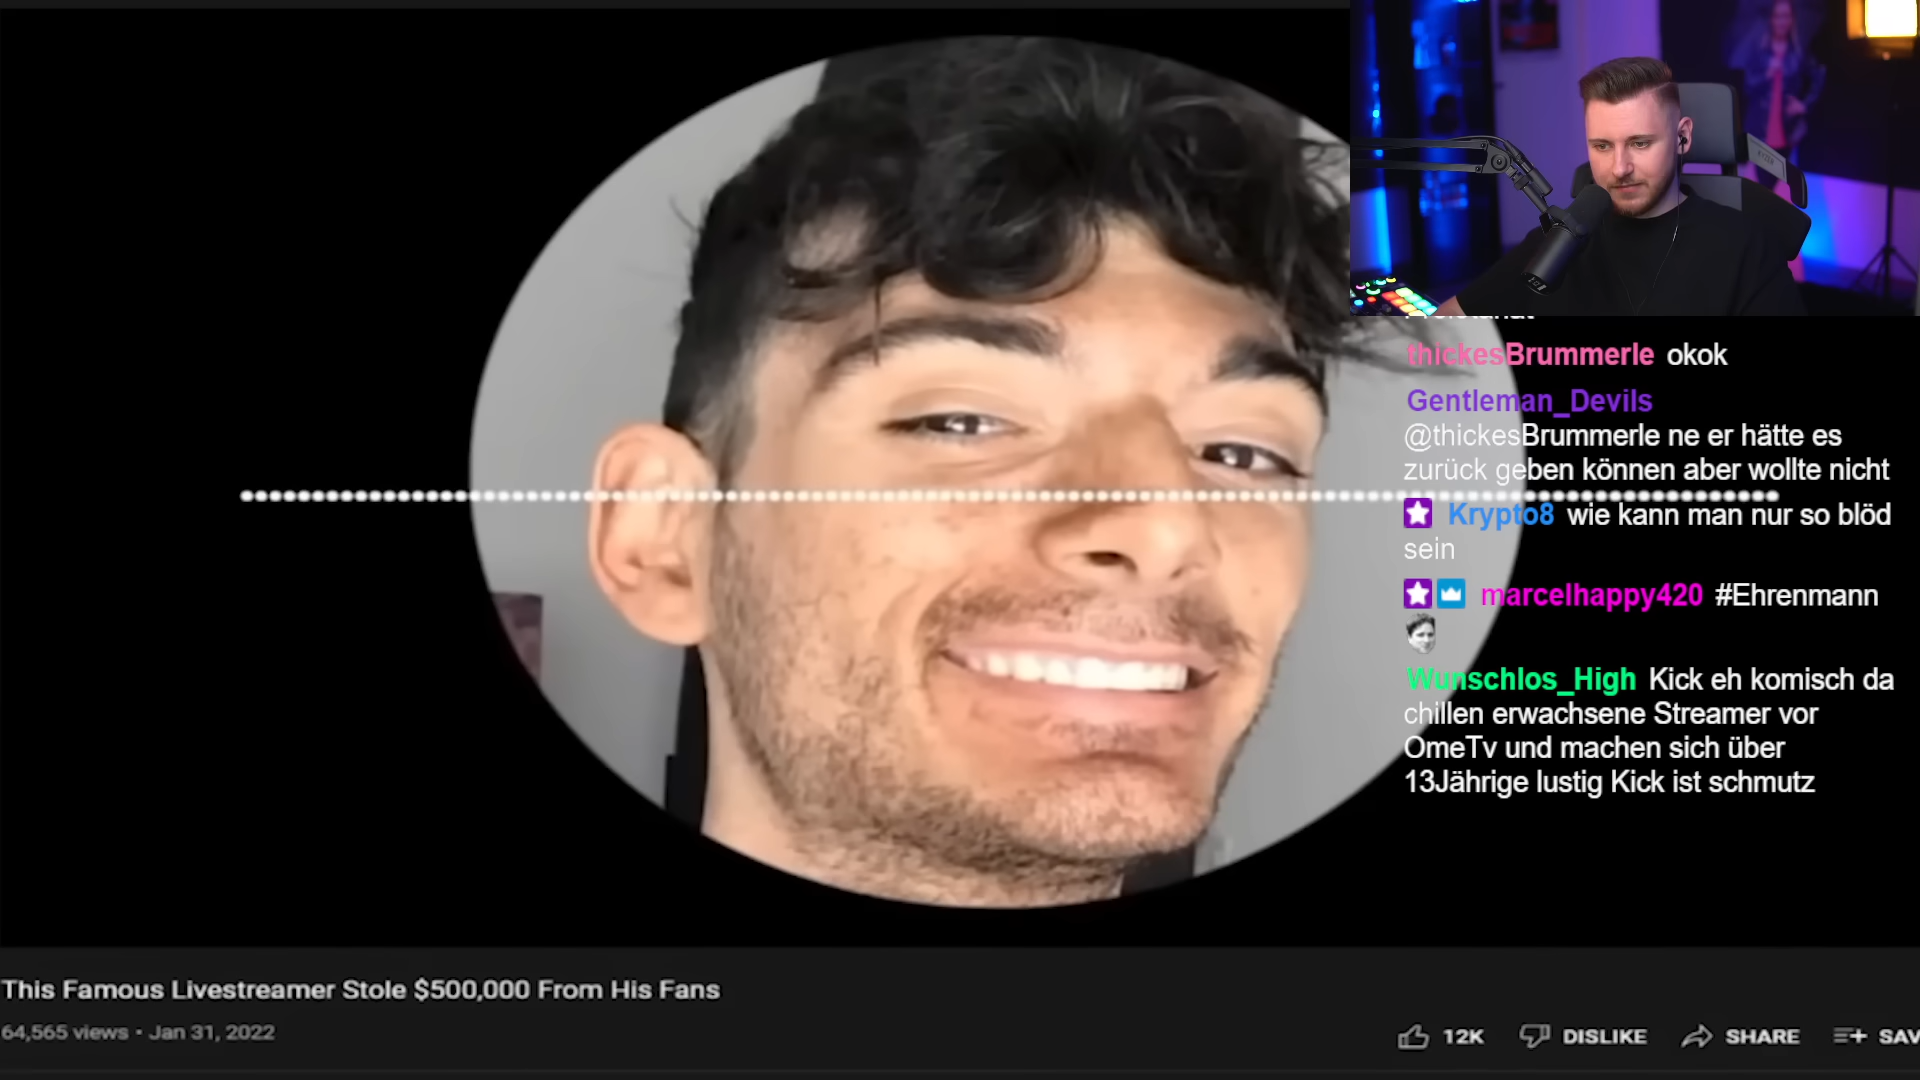 thickesBrummerle okok
Gentleman_Devils
@thickesBrummerle ne er hätte es
zurück geben können aber wollte nicht
Krypto8 wie kann man nur so blöd
sein
marcelhappy420 #Ehrenmann
Wunschlos_High Kick eh komisch da
chillen erwachsene Streamer vor
OmeTv und machen sich über
13Jährige lustig Kick ist schmutz
This Famous Livestreamer Stole $500,000 From His Fans
64,565 views • Jan 31, 2022
12K DISLIKE SHARE SAV